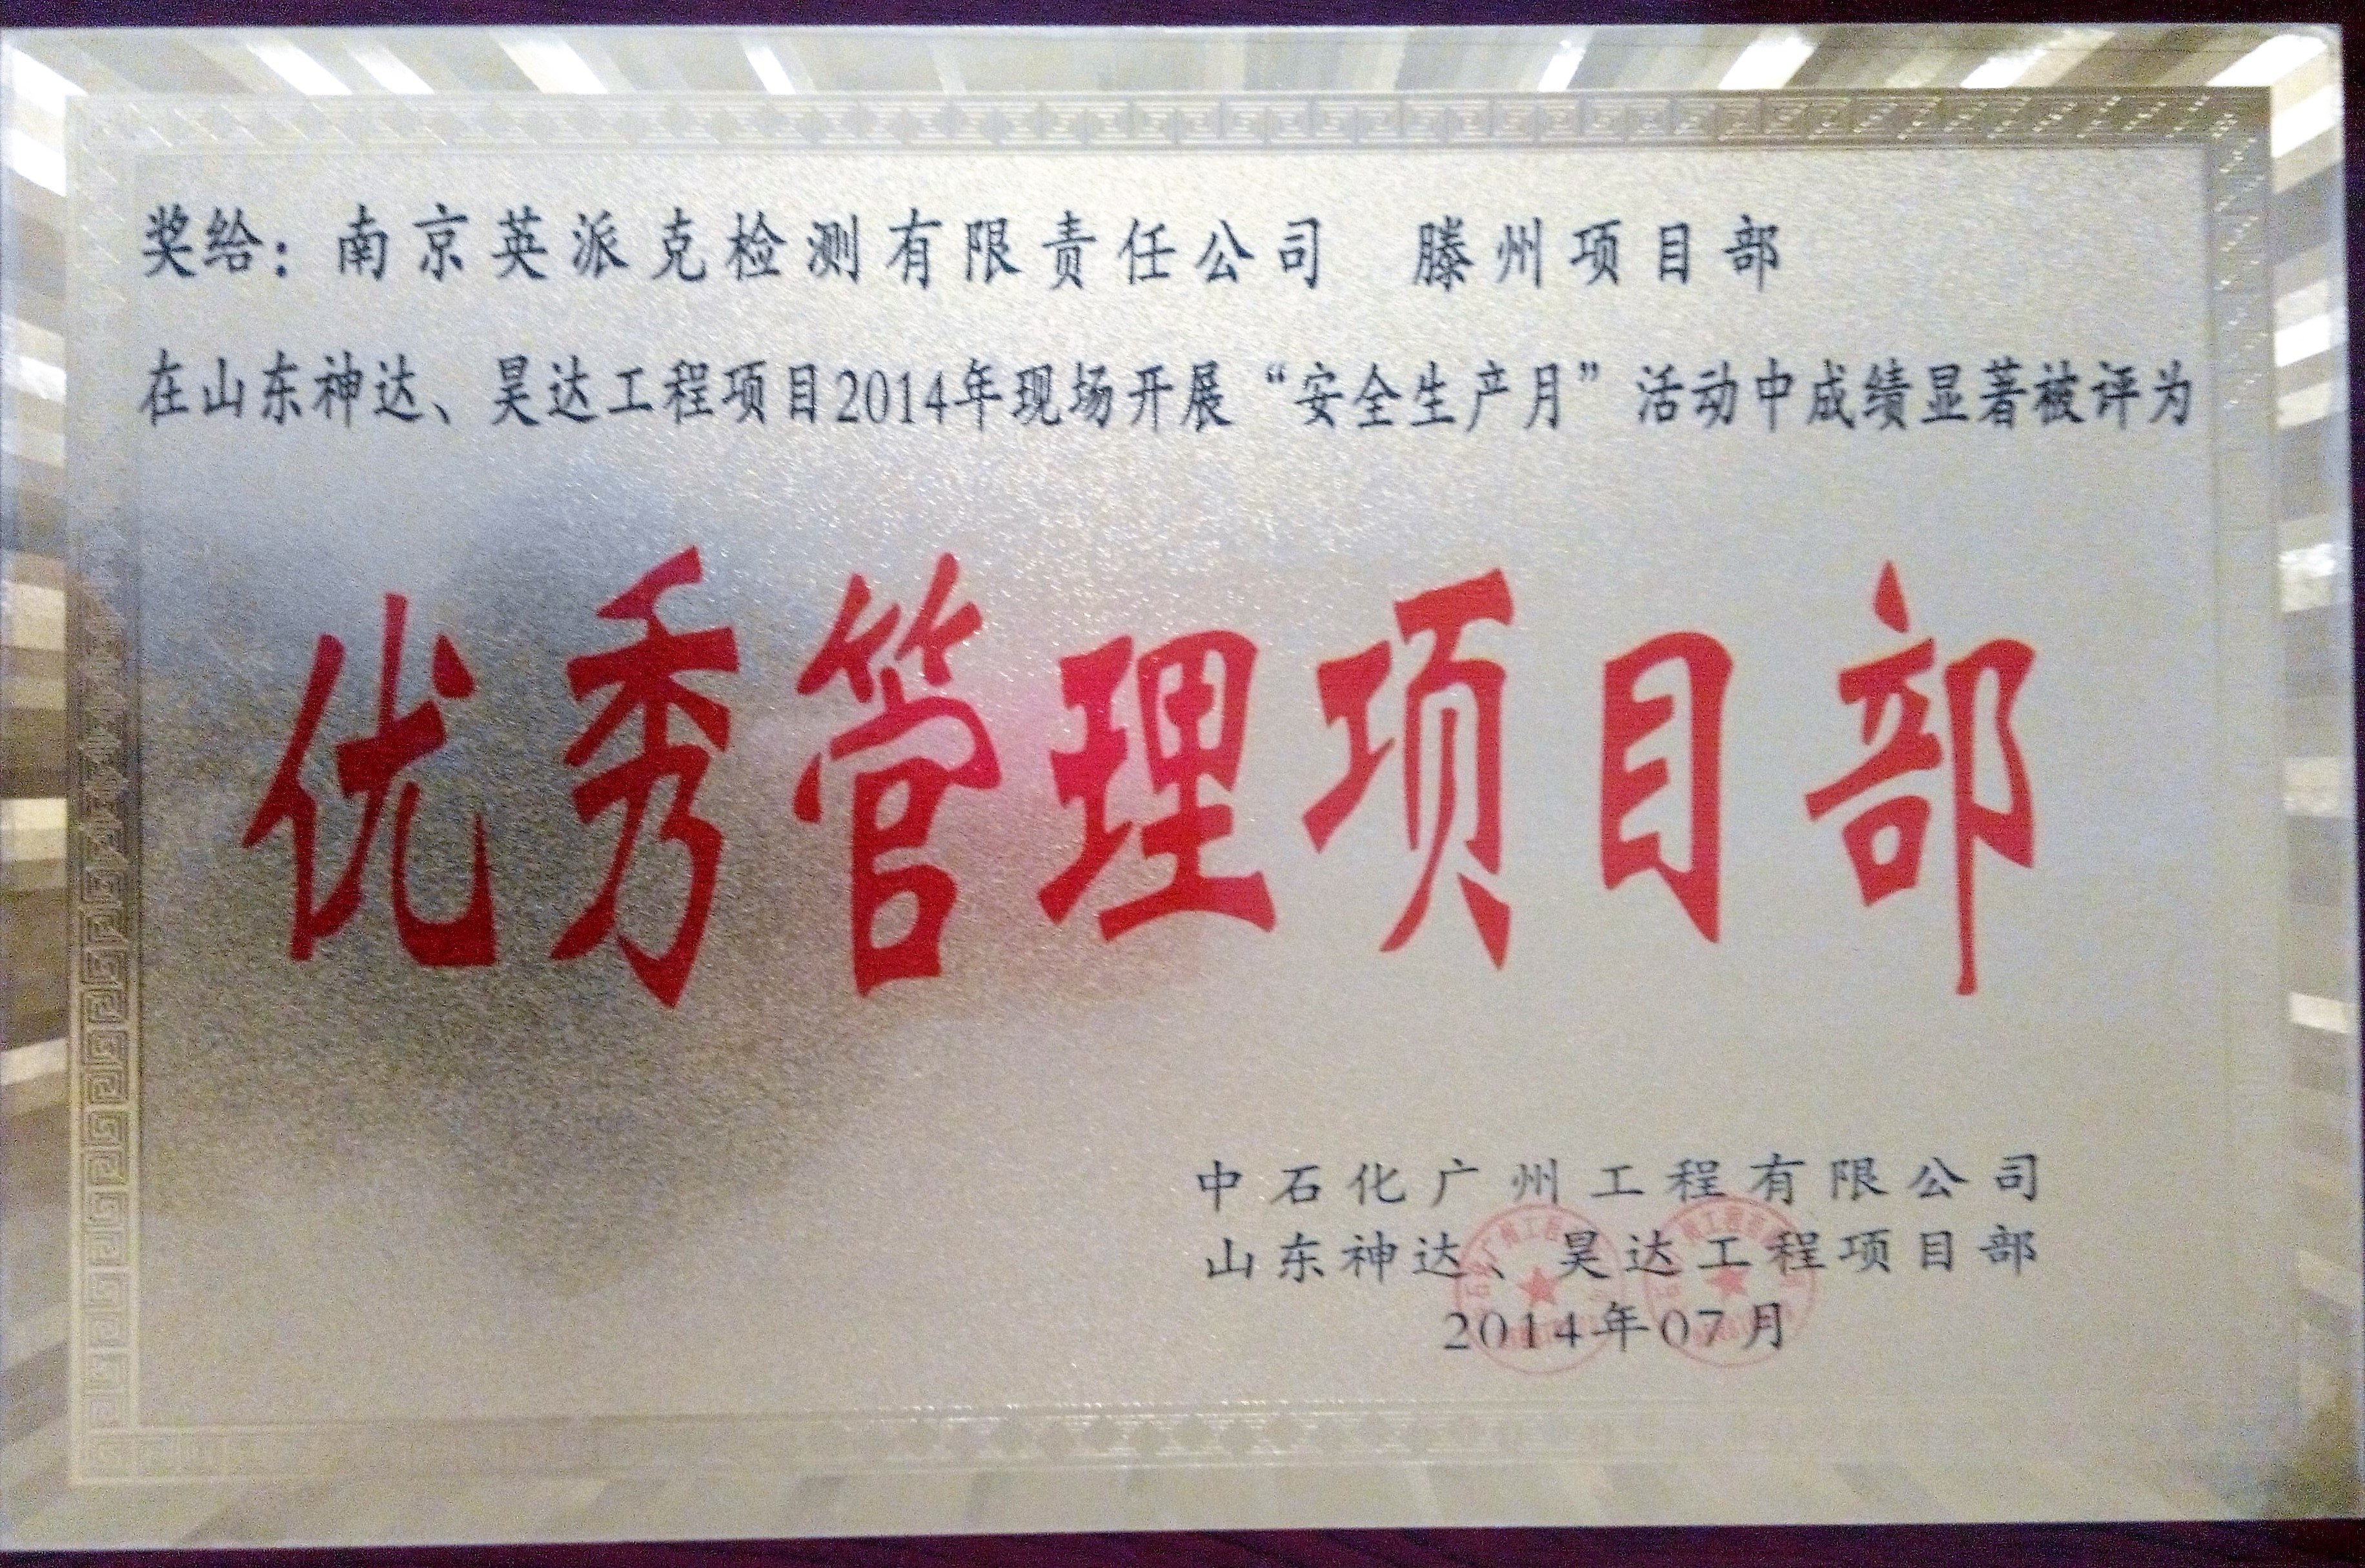 奖给：南京英派克检测有限责任公司 滕州项目部
在山东神达、昊达工程项目2014年现场开展“安全生产月”活动中成绩显著被评为
优秀管理项目部
中石化广州工程有限公司
山东神达、昊达工程项目部
2014年07月